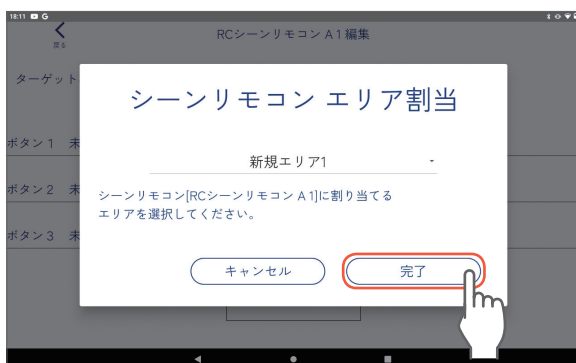 18:11 G
戻る
RCシーンリモコン A 1 編集
ターゲット
シーンリモコン エリア割当
ボタン 1 未
新規エリア1
ボタン 2 未
シーンリモコン[RCシーンリモコン A 1]に割り当てる
エリアを選択してください。
ボタン 3 未
キャンセル
完了